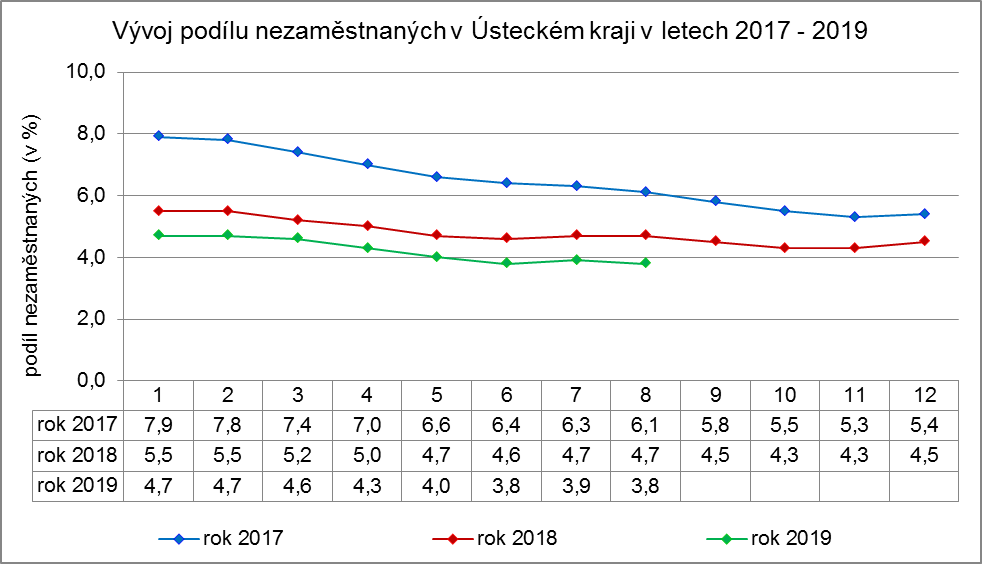 Vývoj podílu nezaměstnaných v Ústeckém kraji v letech 2017 - 2019
podíl nezaměstnaných (v %)
10,0
8,0
6,0
4,0
2,0
0,0
1 2 3 4 5 6 7 8 9 10 11 12
rok 2017 7,9 7,8 7,4 7,0 6,6 6,4 6,3 6,1 5,8 5,5 5,3 5,4
rok 2018 5,5 5,5 5,2 5,0 4,7 4,6 4,7 4,7 4,5 4,3 4,3 4,5
rok 2019 4,7 4,7 4,6 4,3 4,0 3,8 3,9 3,8
rok 2017 rok 2018 rok 2019